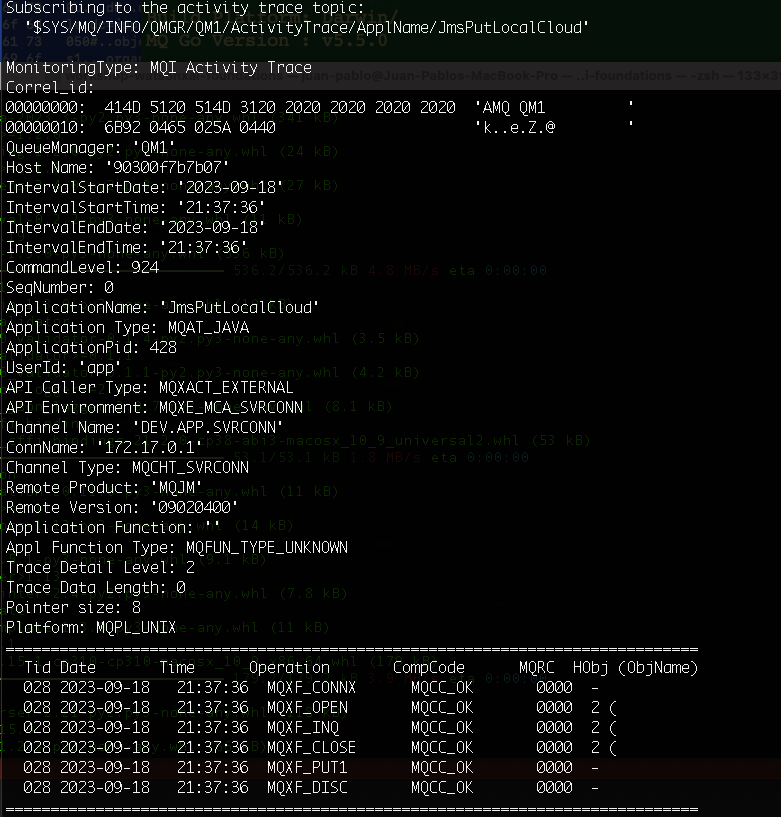 Subscribing to the activity trace topic:
'$SYS/MQ/INFO/QMGR/QM1/ActivityTrace/ApplName/JmsPutLocalCloud'
MonitoringType: MQI Activity Trace
Correl_id:
00000000: 414D 5120 514D 3120 2020 2020 2020 2020 'AMQ QM1 '
00000010: 6B92 0465 025A 0440 'k..e.Z.@ '
QueueManager: 'QM1'
Host Name: '90300f7b7b07'
IntervalStartDate: '2023-09-18'
IntervalStartTime: '21:37:36'
IntervalEndDate: '2023-09-18'
IntervalEndTime: '21:37:36'
CommandLevel: 924
SeqNumber: 0
ApplicationName: 'JmsPutLocalCloud'
Application Type: MQAT_JAVA
ApplicationPid: 428
UserId: 'app'
API Caller Type: MQXACT_EXTERNAL
API Environment: MQXE_MCA_SVRCONN
Channel Name: 'DEV.APP.SVRCONN'
ConnName: '172.17.0.1'
Channel Type: MQCHT_SVRCONN
Remote Product: 'MQJM'
Remote Version: '09020400'
Application Function: ''
Appl Function Type: MQFUN_TYPE_UNKNOWN
Trace Detail Level: 2
Trace Data Length: 0
Pointer size: 8
Platform: MQPL_UNIX
Tid Date Time Operation CompCode MQRC HObj (ObjName)
028 2023-09-18 21:37:36 MQXF_CONNX MQCC_OK 0000 -
028 2023-09-18 21:37:36 MQXF_OPEN MQCC_OK 0000 2 (
028 2023-09-18 21:37:36 MQXF_INQ MQCC_OK 0000 2 (
028 2023-09-18 21:37:36 MQXF_CLOSE MQCC_OK 0000 2 (
028 2023-09-18 21:37:36 MQXF_PUT1 MQCC_OK 0000 -
028 2023-09-18 21:37:36 MQXF_DISC MQCC_OK 0000 -